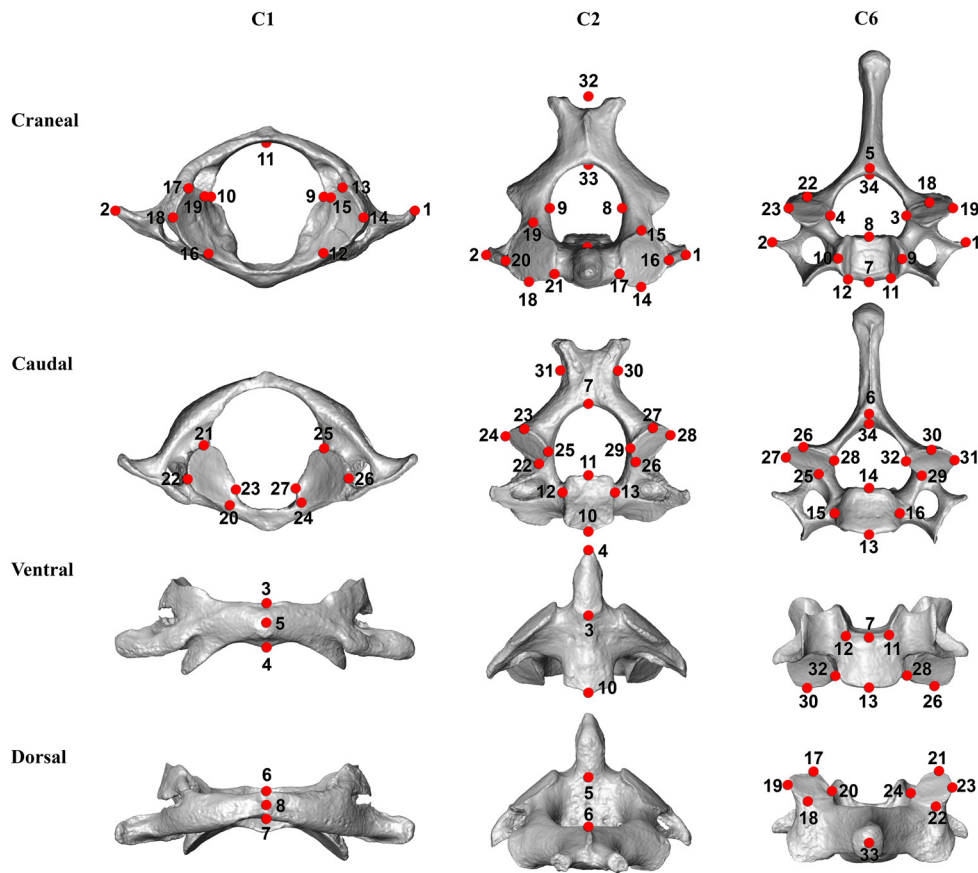 C1 C2 C6
Craneal
11 17 19 10 9 15 13 2 18 14 1 16 12
32 33 9 8 19 15 2 20 16 1 18 21 17 14
5 34 22 18 23 4 3 19 2 8 1 10 7 9 12 11
Caudal
21 25 22 26 23 27 20 24
31 30 7 23 27 24 28 25 29 22 26 11 12 13 10
6 34 26 30 27 28 32 31 25 29 14 15 16 13
Ventral
3 5 4
4 3 10
7 12 11 32 28 30 13 26
Dorsal
6 8 7
5 6
17 21 19 20 24 23 18 22 33